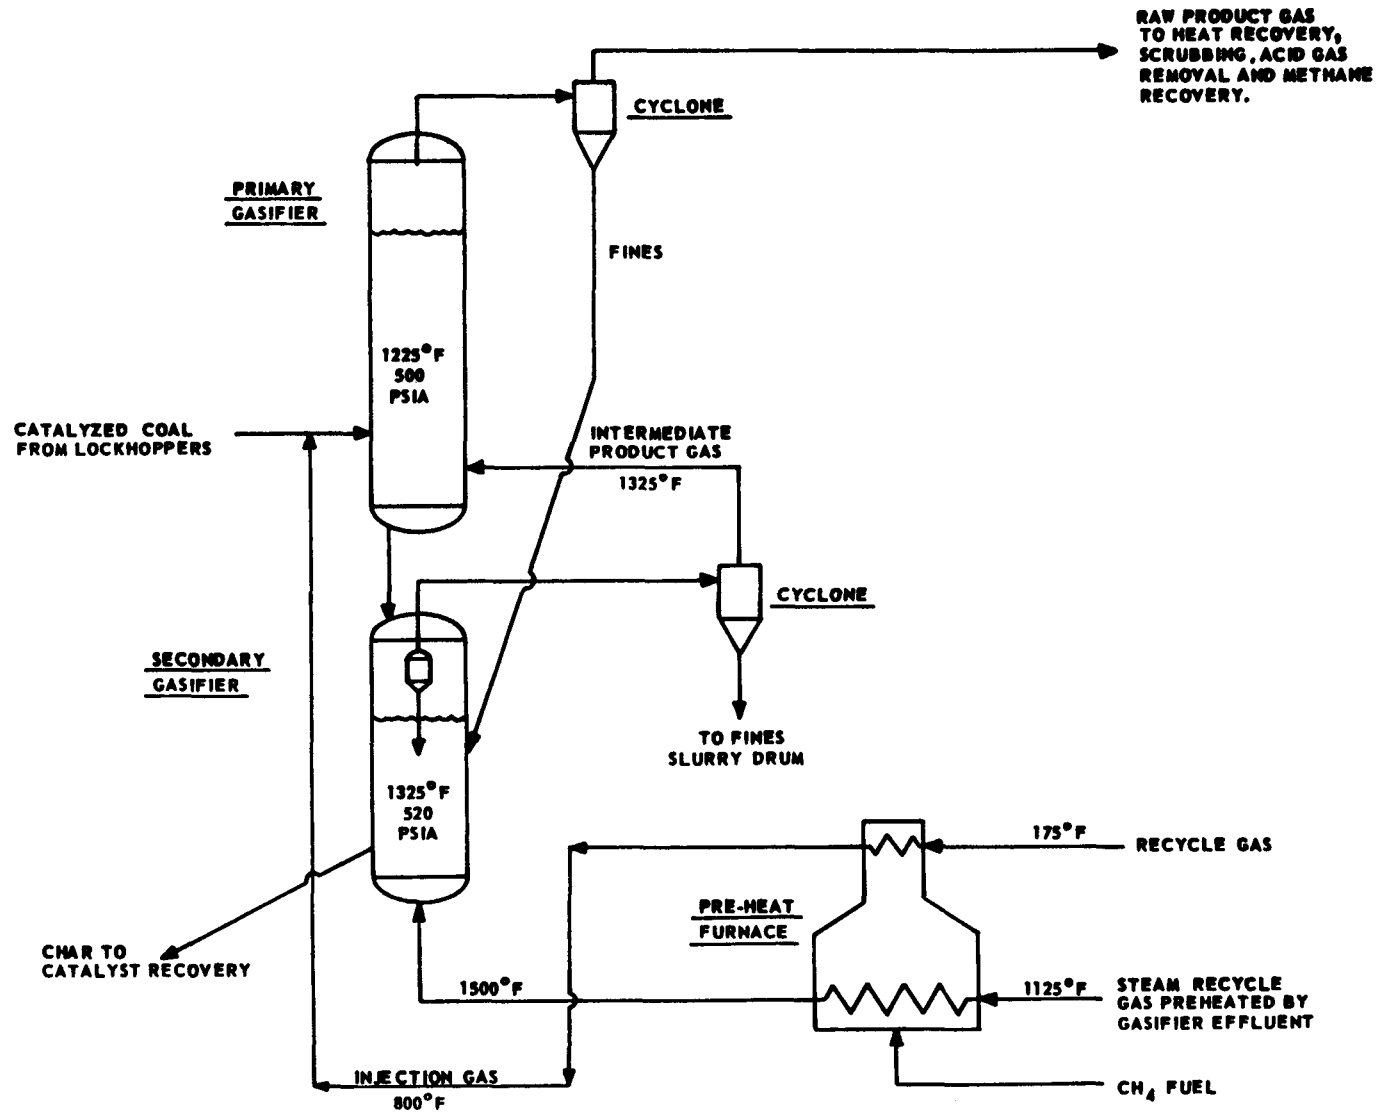 RAW PRODUCT GAS
TO HEAT RECOVERY,
SCRUBBING, ACID GAS
REMOVAL AND METHANE
RECOVERY.
CYCLONE
PRIMARY
GASIFIER
FINES
1225°F
500
PSIA
CATALYZED COAL
FROM LOCKHOPPERS
INTERMEDIATE
PRODUCT GAS
1325°F
CYCLONE
SECONDARY
GASIFIER
TO FINES
SLURRY DRUM
1325°F
520
PSIA
175°F
RECYCLE GAS
PRE-HEAT
FURNACE
CHAR TO
CATALYST RECOVERY
1500°F
1125°F
STEAM RECYCLE
GAS PREHEATED BY
GASIFIER EFFLUENT
INJECTION GAS
800°F
CH₄ FUEL